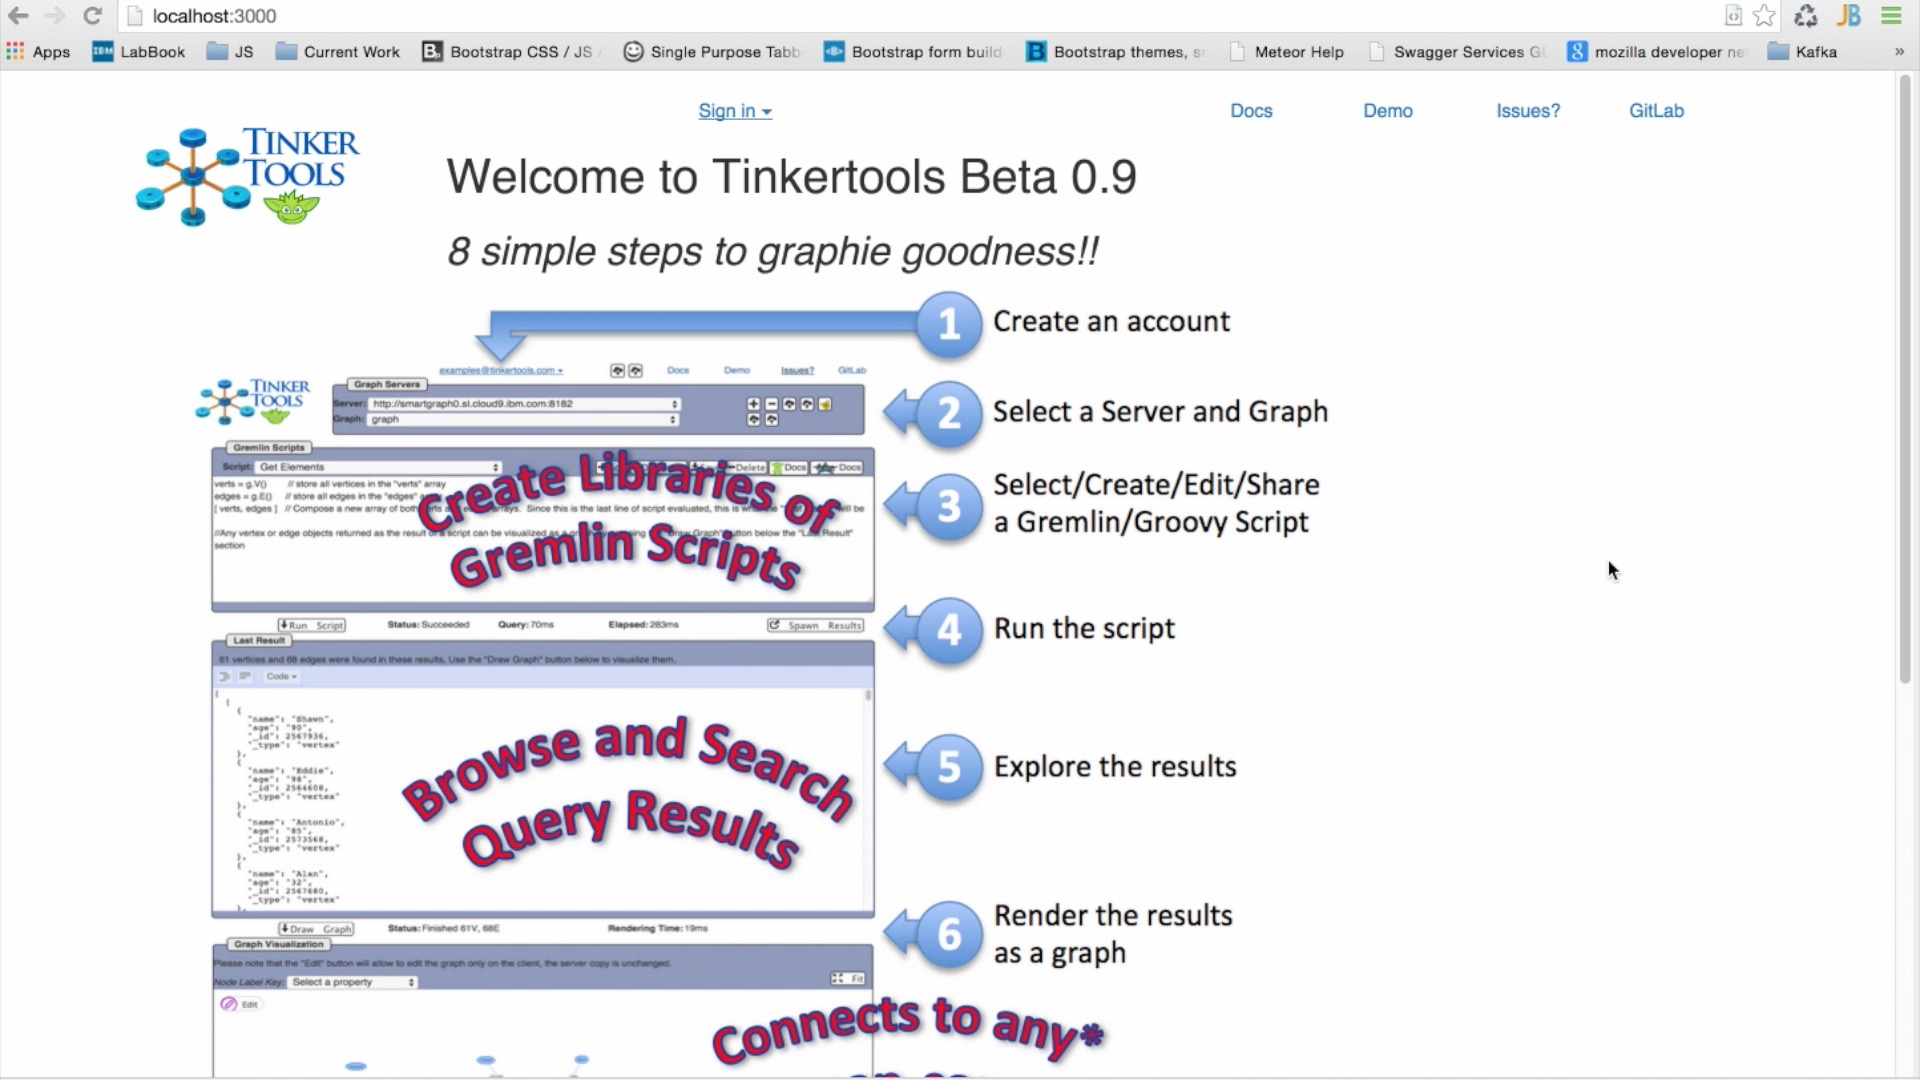 localhost:3000
Apps
LabBook
JS
Current Work
Bootstrap CSS / JS /
Single Purpose Tabb
Bootstrap form build
Bootstrap themes, s
Meteor Help
Swagger Services G
mozilla developer ne
Kafka
»
Sign in
Docs
Demo
Issues?
GitLab
TINKER
TOOLS
Welcome to Tinkertools Beta 0.9
8 simple steps to graphie goodness!!
1 Create an account
examples@tinkertools.com
Docs
Demo
Issues?
GitLab
TINKER
TOOLS
Graph Servers
Server: http://smartgraph0.sl.cloud9.ibm.com:8182
Graph: graph
2 Select a Server and Graph
Gremlin Scripts
Script: Get Elements
Delete
Docs
Docs
verts = g.V() // store all vertices in the "verts" array
edges = g.E() // store all edges in the "edges"
[ verts, edges ] // Compose a new array of both
arrays. Since this is the last line of script evaluated, this is
will be
//Any vertex or edge objects returned as the result of a script can be visualized as a
button below the "Last Result"
section
Create Libraries of
Gremlin Scripts
3 Select/Create/Edit/Share
a Gremlin/Groovy Script
Run Script
Status: Succeeded
Query: 70ms
Elapsed: 283ms
Spawn Results
4 Run the script
Last Result
61 vertices and 68 edges were found in these results, Use the "Draw Graph" button below to visualize them.
Code
[
[
{
"name": "Shawn",
"age": "90",
"_id": 2567936,
"_type": "vertex"
},
{
"name": "Eddie",
"age": "98",
"_id": 2564608,
"_type": "vertex"
},
{
"name": "Antonio",
"age": "85",
"_id": 2573568,
"_type": "vertex"
},
{
"name": "Alan",
"age": "32",
"_id": 2567680,
"_type": "vertex"
},
Browse and Search
Query Results
5 Explore the results
Draw Graph
Status: Finished 61V, 68E
Rendering Time: 19ms
6 Render the results
as a graph
Graph Visualization
Please note that the "Edit" button will allow to edit the graph only on the client, the server copy is unchanged.
Node Label Key: Select a property
Fit
Edit
Connects to any*